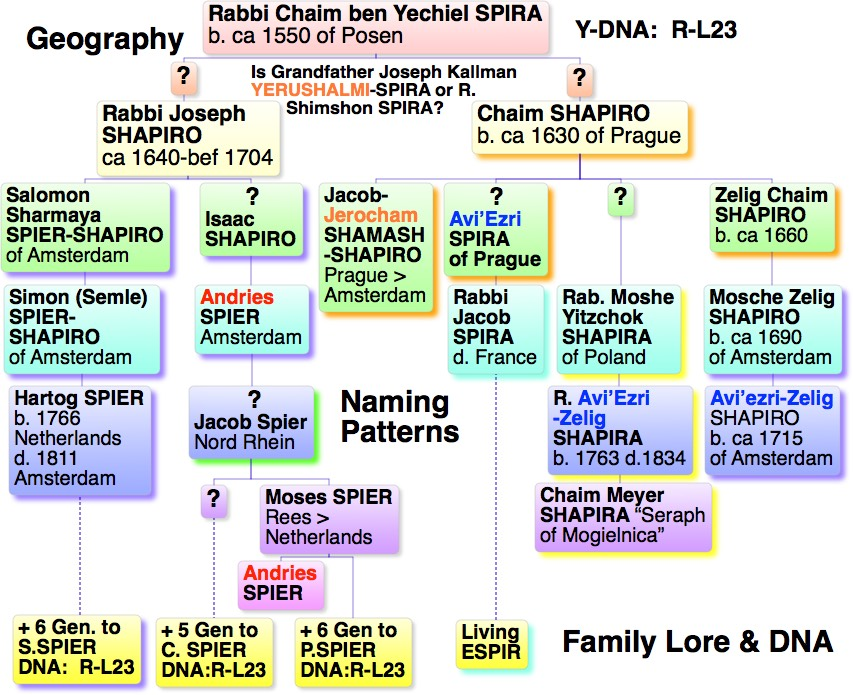 Rabbi Chaim ben Yechiel SPIRA
b. ca 1550 of Posen
Geography
Y-DNA: R-L23
?
Is Grandfather Joseph Kallman
YERUSHALMI-SPIRA or R.
Shimshon SPIRA?
?
Rabbi Joseph
SHAPIRO
ca 1640-bef 1704
Chaim SHAPIRO
b. ca 1630 of Prague
Salomon
Sharmaya
SPIER-SHAPIRO
of Amsterdam
?
Isaac
SHAPIRO
Jacob-
Jerocham
SHAMASH
-SHAPIRO
Prague >
Amsterdam
?
Avi'Ezri
SPIRA
of Prague
?
Zelig Chaim
SHAPIRO
b. ca 1660
Simon (Semle)
SPIER-
SHAPIRO
of Amsterdam
Andries
SPIER
Amsterdam
Rabbi
Jacob
SPIRA
d. France
Rab. Moshe
Yitzchok
SHAPIRA
of Poland
Mosche Zelig
SHAPIRO
b. ca 1690
of Amsterdam
Hartog SPIER
b. 1766
Netherlands
d. 1811
Amsterdam
?
Jacob Spier
Nord Rhein
Naming
Patterns
R. Avi'Ezri
-Zelig
SHAPIRA
b. 1763 d.1834
Avi'ezri-Zelig
SHAPIRO
b. ca 1715
of Amsterdam
?
Moses SPIER
Rees >
Netherlands
Chaim Meyer
SHAPIRA “Seraph
of Mogielnica”
Andries
SPIER
+ 6 Gen. to
S.SPIER
DNA: R-L23
+ 5 Gen to
C. SPIER
DNA:R-L23
+ 6 Gen to
P.SPIER
DNA:R-L23
Living
ESPIR
Family Lore & DNA